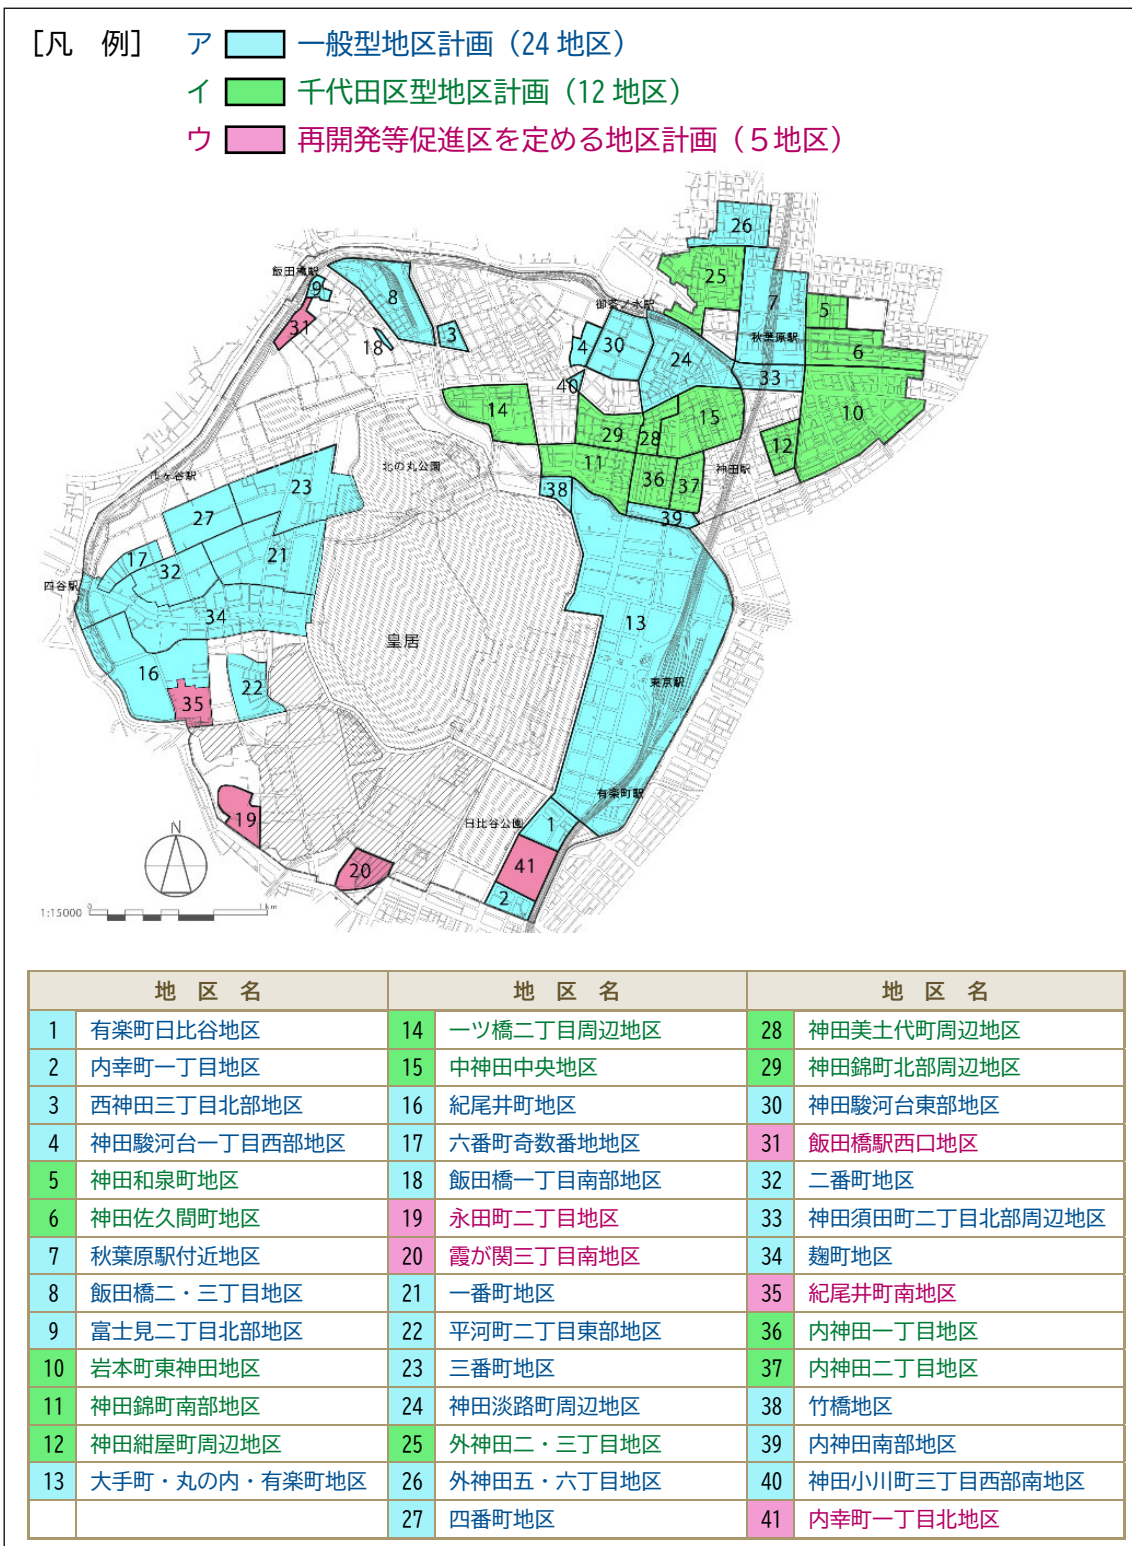 ［凡　例］　ア　一般型地区計画（24 地区）
イ　千代田区型地区計画（12 地区）
ウ　再開発等促進区を定める地区計画（５地区）
26
25
飯田橋駅
9
8
7
御茶ノ水駅
5
31
3
秋葉原駅
18
4
30
24
6
33
40
14
15
10
29
28
12
北の丸公園
11
神田駅
市ヶ谷駅
23
36
37
38
27
39
21
17
32
四谷駅
34
13
皇居
16
22
東京駅
35
有楽町駅
19
日比谷公園
1
N
20
41
2
1:15000
0
1km
地　区　名
地　区　名
地　区　名
1　有楽町日比谷地区　14　一ツ橋二丁目周辺地区　28　神田美土代町周辺地区
2　内幸町一丁目地区　15　中神田中央地区　29　神田錦町北部周辺地区
3　西神田三丁目北部地区　16　紀尾井町地区　30　神田駿河台東部地区
4　神田駿河台一丁目西部地区　17　六番町奇数番地地区　31　飯田橋駅西口地区
5　神田和泉町地区　18　飯田橋一丁目南部地区　32　二番町地区
6　神田佐久間町地区　19　永田町二丁目地区　33　神田須田町二丁目北部周辺地区
7　秋葉原駅付近地区　20　霞が関三丁目南地区　34　麹町地区
8　飯田橋二・三丁目地区　21　一番町地区　35　紀尾井町南地区
9　富士見二丁目北部地区　22　平河町二丁目東部地区　36　内神田一丁目地区
10　岩本町東神田地区　23　三番町地区　37　内神田二丁目地区
11　神田錦町南部地区　24　神田淡路町周辺地区　38　竹橋地区
12　神田紺屋町周辺地区　25　外神田二・三丁目地区　39　内神田南部地区
13　大手町・丸の内・有楽町地区　26　外神田五・六丁目地区　40　神田小川町三丁目西部南地区
27　四番町地区　41　内幸町一丁目北地区